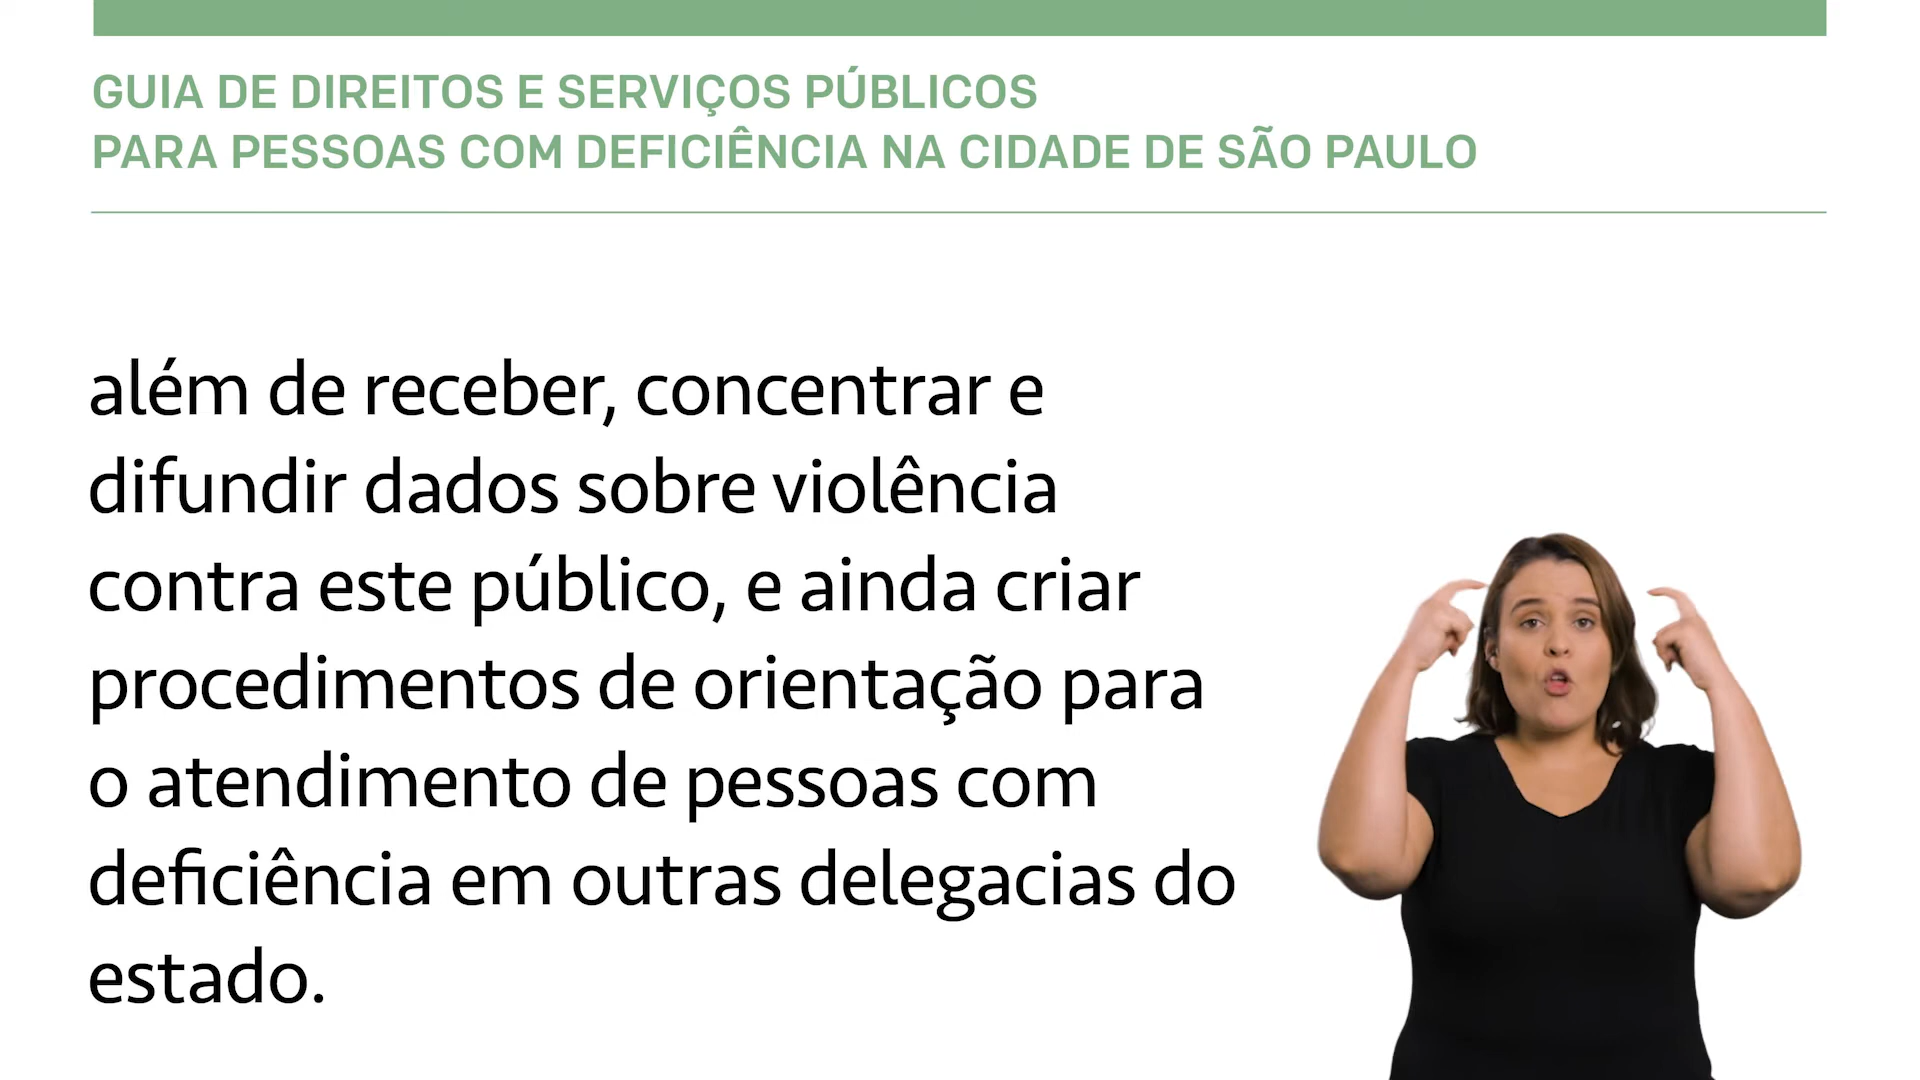 GUIA DE DIREITOS E SERVIÇOS PÚBLICOS
PARA PESSOAS COM DEFICIÊNCIA NA CIDADE DE SÃO PAULO
além de receber, concentrar e
difundir dados sobre violência
contra este público, e ainda criar
procedimentos de orientação para
o atendimento de pessoas com
deficiência em outras delegacias do
estado.